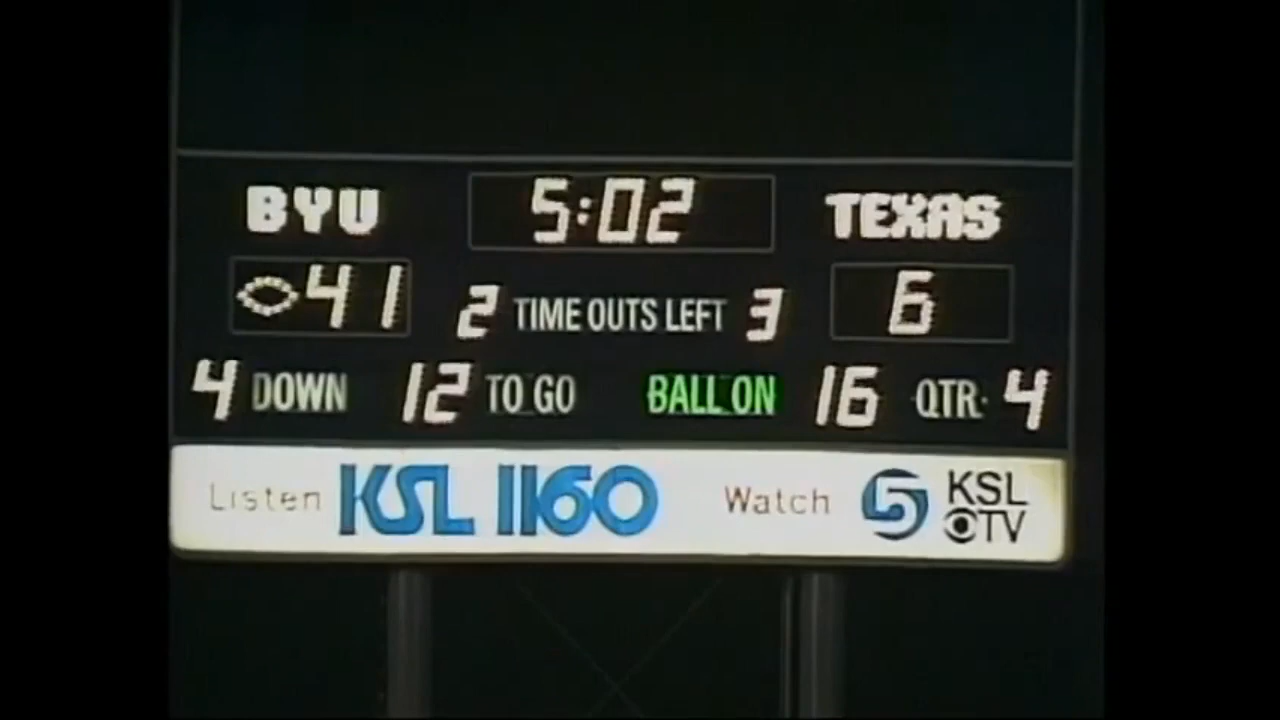 BYU 5:02 TEXAS
41 2 TIME OUTS LEFT 3 6
4 DOWN 12 TO GO BALL ON 16 QTR 4
Listen KSL 1160 Watch 5 KSL TV